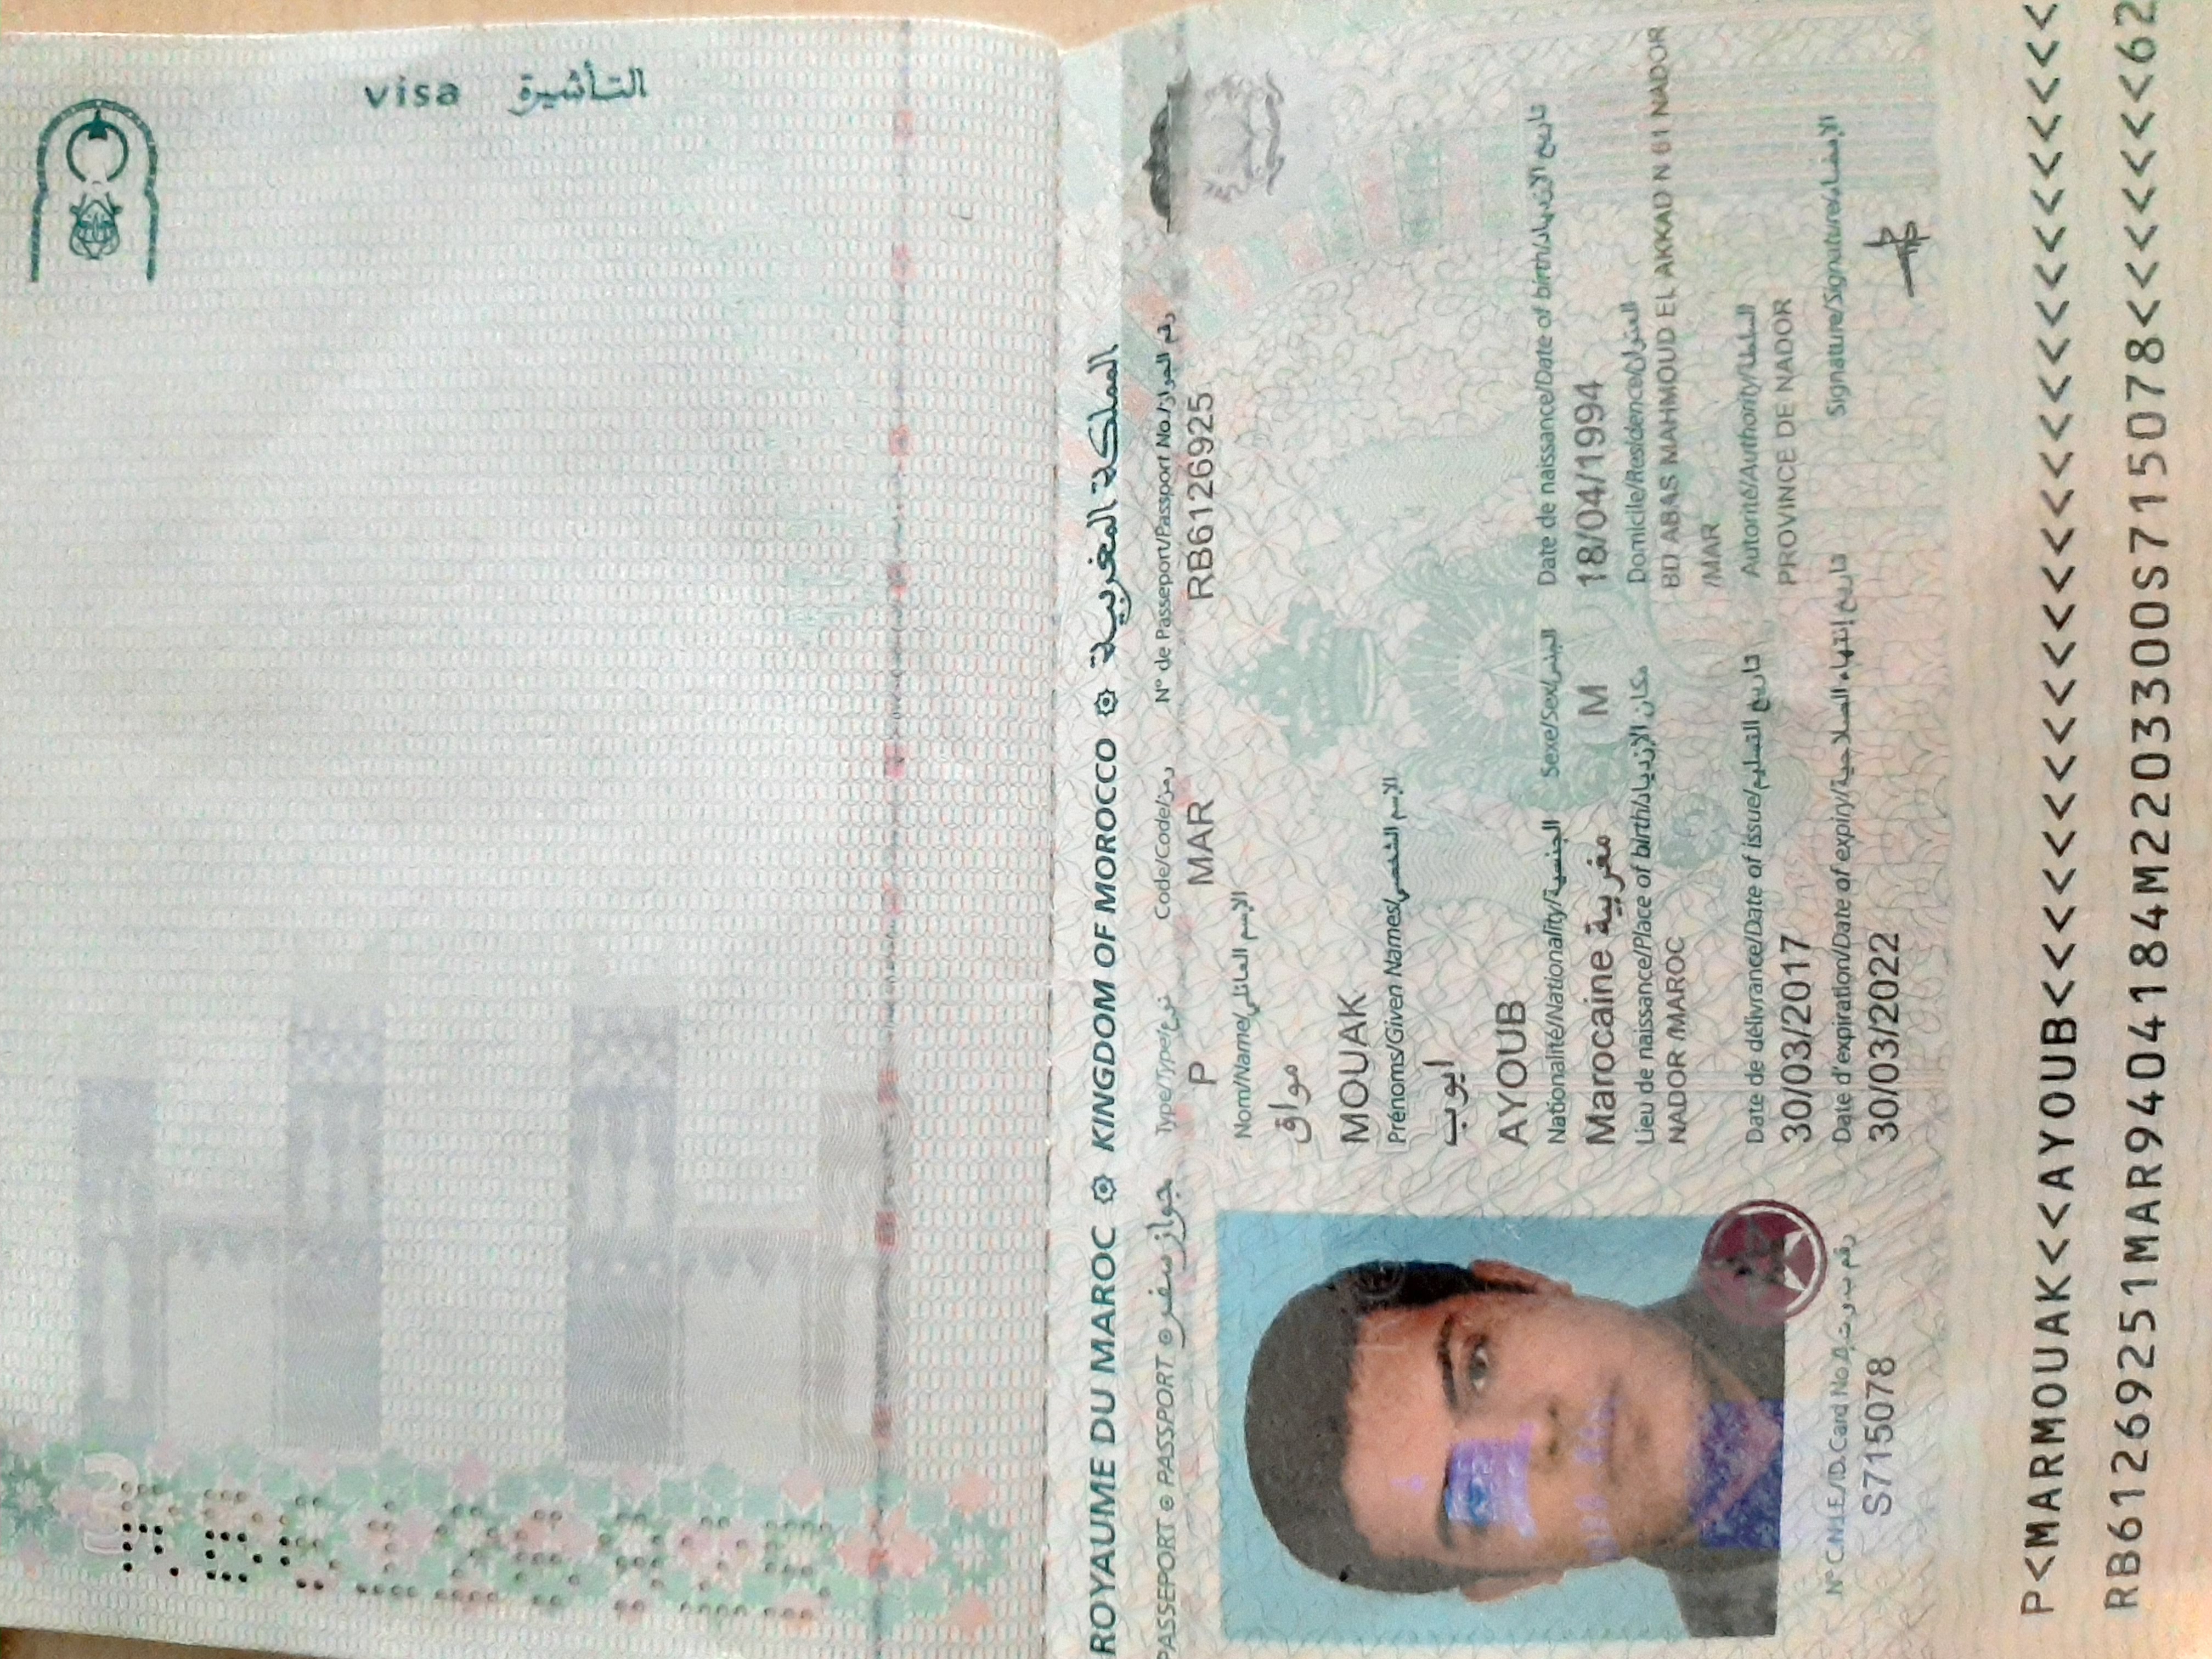 ROYAUME DU MAROC KINGDOM OF MOROCCO المملكة المغربية
PASSEPORT PASSPORT جواز سفر
Type/Type/نوع Code/Code/رمز N° de Passeport/Passport No./رقم الجواز
P MAR RB6126925
Nom/Name/الإسم العائلي
مواق
MOUAK
Prénoms/Given Names/الإسم الشخصي
ايوب
AYOUB
Nationalité/Nationality/الجنسية Sexe/Sex/الجنس Date de naissance/Date of birth/تاريخ الازدياد
Marocaine مغربية M 18/04/1994
Lieu de naissance/Place of birth/مكان الازدياد Domicile/Residence/العنوان
NADOR /MAROC BD ABAS MAHMOUD EL AKKAD N 61 NADOR
/MAR
Date de délivrance/Date of issue/تاريخ التسليم Autorité/Authority/السلطة
30/03/2017 PROVINCE DE NADOR
N° C.N.I.E./ID.Card No./رقم ب.و.ت.إ Date d'expiration/Date of expiry/تاريخ إنتهاء الصلاحية Signature/Signature/الإمضاء
S715078 30/03/2022
P<MARMOUAK<<AYOUB<<<<<<<<<<<<<<<<<<<<<<<<<<<
RB61269251MAR9404184M2203300S715078<<<<<<<62
visa التأشيرة